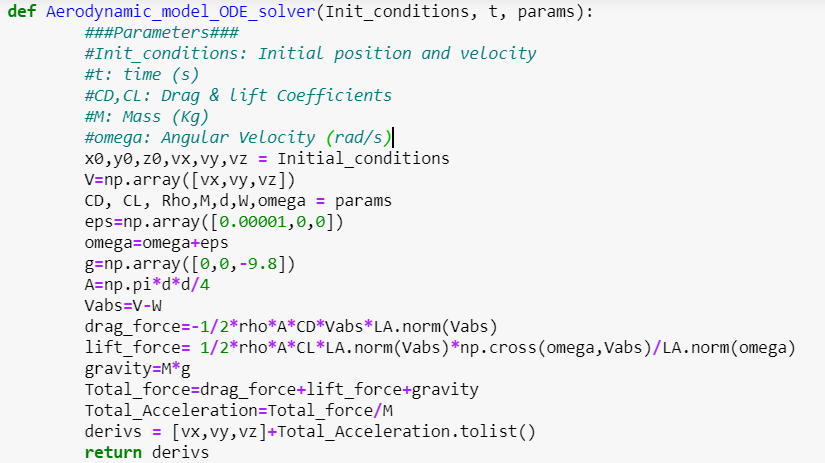 def Aerodynamic_model_ODE_solver(Init_conditions, t, params):
###Parameters###
#Init_conditions: Initial position and velocity
#t: time (s)
#CD,CL: Drag & lift Coefficients
#M: Mass (Kg)
#omega: Angular Velocity (rad/s)
x0,y0,z0,vx,vy,vz = Initial_conditions
V=np.array([vx,vy,vz])
CD, CL, Rho,M,d,W,omega = params
eps=np.array([0.00001,0,0])
omega=omega+eps
g=np.array([0,0,-9.8])
A=np.pi*d*d/4
Vabs=V-W
drag_force=-1/2*rho*A*CD*Vabs*LA.norm(Vabs)
lift_force= 1/2*rho*A*CL*LA.norm(Vabs)*np.cross(omega,Vabs)/LA.norm(omega)
gravity=M*g
Total_force=drag_force+lift_force+gravity
Total_Acceleration=Total_force/M
derivs = [vx,vy,vz]+Total_Acceleration.tolist()
return derivs